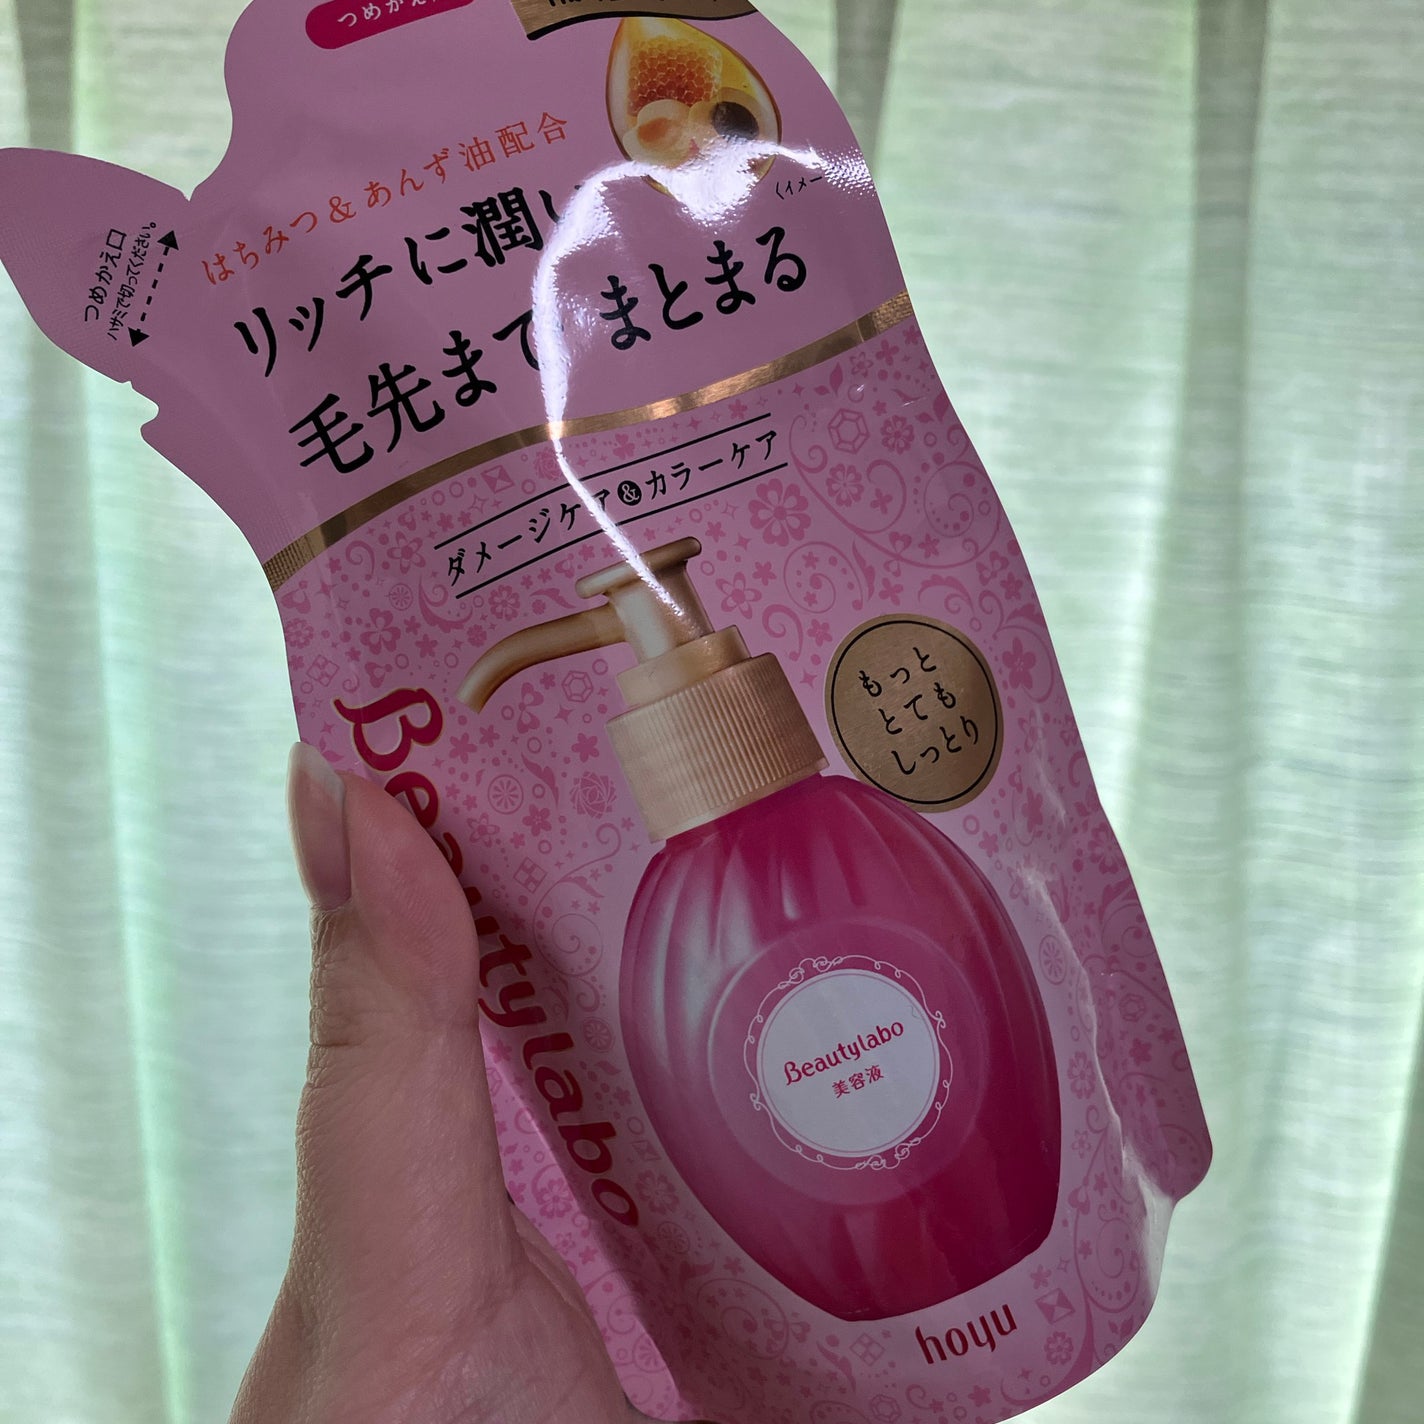 つめかえ
はちみつ&あんず油配合
リッチに潤い
毛先まで まとまる
〈イメー
つめかえ口
ハサミで切ってください。
ダメージケア&カラーケア
もっと
とても
しっとり
Beautylabo
Beautylabo
美容液
hoyu